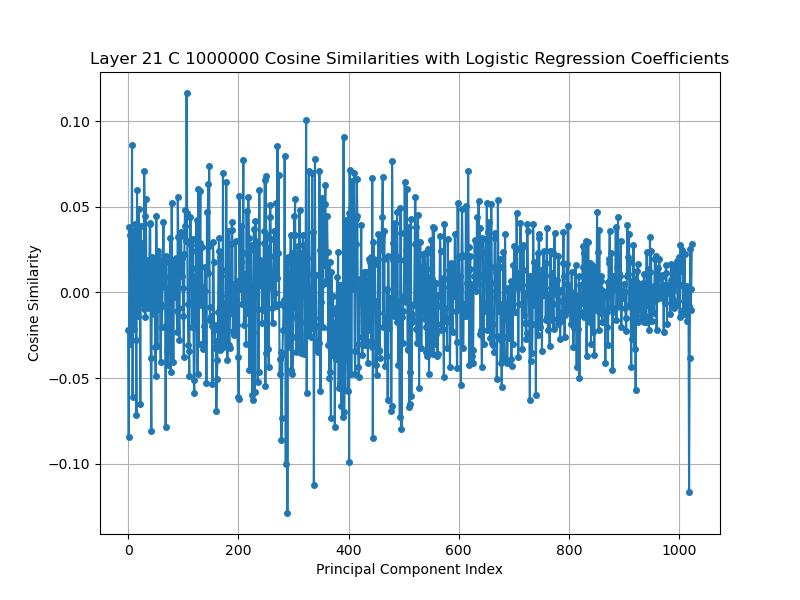 Layer 21 C 1000000 Cosine Similarities with Logistic Regression Coefficients
0.10
0.05
0.00
−0.05
−0.10
Cosine Similarity
0 200 400 600 800 1000
Principal Component Index